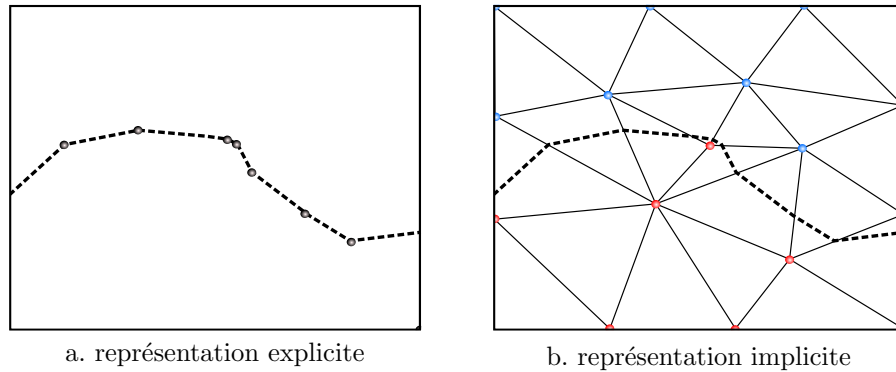 a. représentation explicite
b. représentation implicite